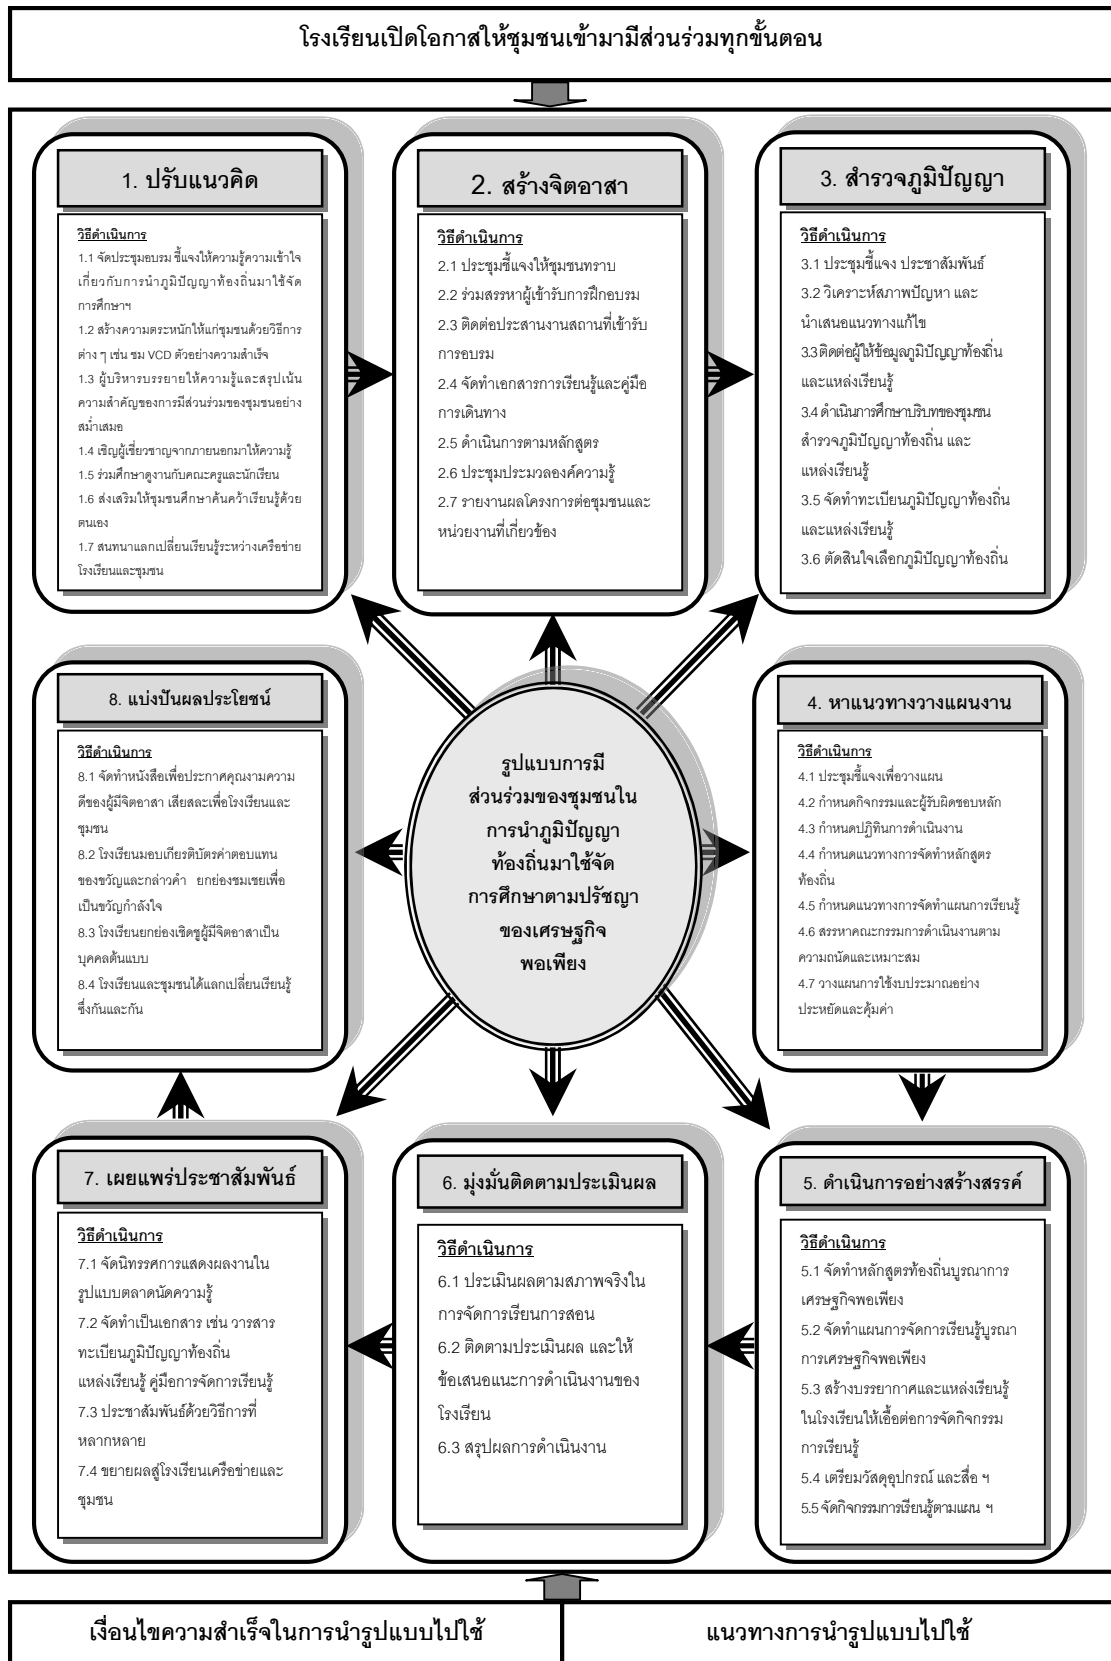 โรงเรียนเปิดโอกาสให้ชุมชนเข้ามามีส่วนร่วมทุกขั้นตอน
1. ปรับแนวคิด
วิธีดำเนินการ
1.1 จัดประชุมอบรม ชี้แจงให้ความรู้ความเข้าใจ
เกี่ยวกับการนำภูมิปัญญาท้องถิ่นมาใช้จัด
การศึกษาฯ
1.2 สร้างความตระหนักให้แก่ชุมชนด้วยวิธีการ
ต่าง ๆ เช่น ชม VCD ตัวอย่างความสำเร็จ
1.3 ผู้บริหารบรรยายให้ความรู้และสรุปเน้น
ความสำคัญของการมีส่วนร่วมของชุมชนอย่าง
สม่ำเสมอ
1.4 เชิญผู้เชี่ยวชาญจากภายนอกมาให้ความรู้
1.5 ร่วมศึกษาดูงานกับคณะครูและนักเรียน
1.6 ส่งเสริมให้ชุมชนศึกษาค้นคว้าเรียนรู้ด้วย
ตนเอง
1.7 สนทนาแลกเปลี่ยนเรียนรู้ระหว่างเครือข่าย
โรงเรียนและชุมชน
2. สร้างจิตอาสา
วิธีดำเนินการ
2.1 ประชุมชี้แจงให้ชุมชนทราบ
2.2 ร่วมสรรหาผู้เข้ารับการฝึกอบรม
2.3 ติดต่อประสานงานสถานที่เข้ารับ
การอบรม
2.4 จัดทำเอกสารการเรียนรู้และคู่มือ
การเดินทาง
2.5 ดำเนินการตามหลักสูตร
2.6 ประชุมประมวลองค์ความรู้
2.7 รายงานผลโครงการต่อชุมชนและ
หน่วยงานที่เกี่ยวข้อง
3. สำรวจภูมิปัญญา
วิธีดำเนินการ
3.1 ประชุมชี้แจง ประชาสัมพันธ์
3.2 วิเคราะห์สภาพปัญหา และ
นำเสนอแนวทางแก้ไข
3.3 ติดต่อผู้ให้ข้อมูลภูมิปัญญาท้องถิ่น
และแหล่งเรียนรู้
3.4 ดำเนินการศึกษาบริบทของชุมชน
สำรวจภูมิปัญญาท้องถิ่น และ
แหล่งเรียนรู้
3.5 จัดทำทะเบียนภูมิปัญญาท้องถิ่น
และแหล่งเรียนรู้
3.6 ตัดสินใจเลือกภูมิปัญญาท้องถิ่น
8. แบ่งปันผลประโยชน์
วิธีดำเนินการ
8.1 จัดทำหนังสือเพื่อประกาศคุณงามความ
ดีของผู้มีจิตอาสา เสียสละเพื่อโรงเรียนและ
ชุมชน
8.2 โรงเรียนมอบเกียรติบัตรค่าตอบแทน
ของขวัญและกล่าวคำ ยกย่องชมเชยเพื่อ
เป็นขวัญกำลังใจ
8.3 โรงเรียนยกย่องเชิดชูผู้มีจิตอาสาเป็น
บุคคลต้นแบบ
8.4 โรงเรียนและชุมชนได้แลกเปลี่ยนเรียนรู้
ซึ่งกันและกัน
รูปแบบการมี
ส่วนร่วมของชุมชนใน
การนำภูมิปัญญา
ท้องถิ่นมาใช้จัด
การศึกษาตามปรัชญา
ของเศรษฐกิจ
พอเพียง
4. หาแนวทางวางแผนงาน
วิธีดำเนินการ
4.1 ประชุมชี้แจงเพื่อวางแผน
4.2 กำหนดกิจกรรมและผู้รับผิดชอบหลัก
4.3 กำหนดปฏิทินการดำเนินงาน
4.4 กำหนดแนวทางการจัดทำหลักสูตร
ท้องถิ่น
4.5 กำหนดแนวทางการจัดทำแผนการเรียนรู้
4.6 สรรหาคณะกรรมการดำเนินงานตาม
ความถนัดและเหมาะสม
4.7 วางแผนการใช้งบประมาณอย่าง
ประหยัดและคุ้มค่า
7. เผยแพร่ประชาสัมพันธ์
วิธีดำเนินการ
7.1 จัดนิทรรศการแสดงผลงานใน
รูปแบบตลาดนัดความรู้
7.2 จัดทำเป็นเอกสาร เช่น วารสาร
ทะเบียนภูมิปัญญาท้องถิ่น
แหล่งเรียนรู้ คู่มือการจัดการเรียนรู้
7.3 ประชาสัมพันธ์ด้วยวิธีการที่
หลากหลาย
7.4 ขยายผลสู่โรงเรียนเครือข่ายและ
ชุมชน
6. มุ่งมั่นติดตามประเมินผล
วิธีดำเนินการ
6.1 ประเมินผลตามสภาพจริงใน
การจัดการเรียนการสอน
6.2 ติดตามประเมินผล และให้
ข้อเสนอแนะการดำเนินงานของ
โรงเรียน
6.3 สรุปผลการดำเนินงาน
5. ดำเนินการอย่างสร้างสรรค์
วิธีดำเนินการ
5.1 จัดทำหลักสูตรท้องถิ่นบูรณาการ
เศรษฐกิจพอเพียง
5.2 จัดทำแผนการจัดการเรียนรู้บูรณา
การเศรษฐกิจพอเพียง
5.3 สร้างบรรยากาศและแหล่งเรียนรู้
ในโรงเรียนให้เอื้อต่อการจัดกิจกรรม
การเรียนรู้
5.4 เตรียมวัสดุอุปกรณ์ และสื่อ ฯ
5.5 จัดกิจกรรมการเรียนรู้ตามแผน ฯ
เงื่อนไขความสำเร็จในการนำรูปแบบไปใช้
แนวทางการนำรูปแบบไปใช้